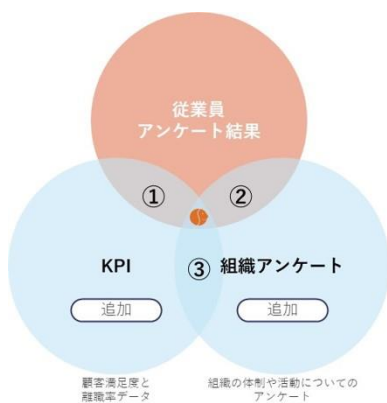 従業員
アンケート結果
① ②
KPI ③ 組織アンケート
追加 追加
顧客満足度と
離職率データ
組織の体制や活動についての
アンケート